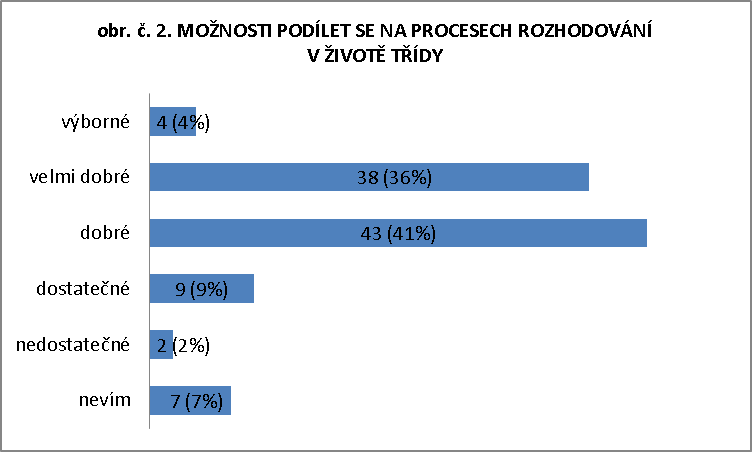 obr. č. 2. MOŽNOSTI PODÍLET SE NA PROCESECH ROZHODOVÁNÍ
V ŽIVOTĚ TŘÍDY
výborné 4 (4%)
velmi dobré 38 (36%)
dobré 43 (41%)
dostatečné 9 (9%)
nedostatečné 2 (2%)
nevím 7 (7%)